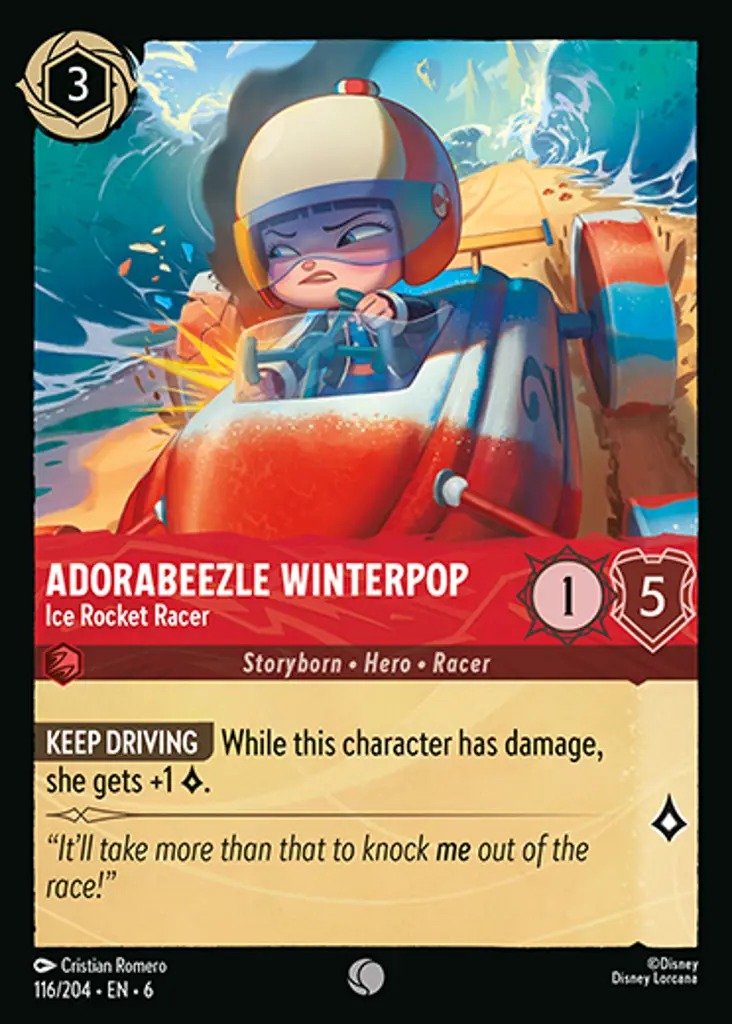 3
ADORABEEZLE WINTERPOP
Ice Rocket Racer
1
5
Storyborn • Hero • Racer
KEEP DRIVING While this character has damage,
she gets +1 .
“It’ll take more than that to knock me out of the
race!”
Cristian Romero
116/204 • EN • 6
©Disney
Disney Lorcana
2